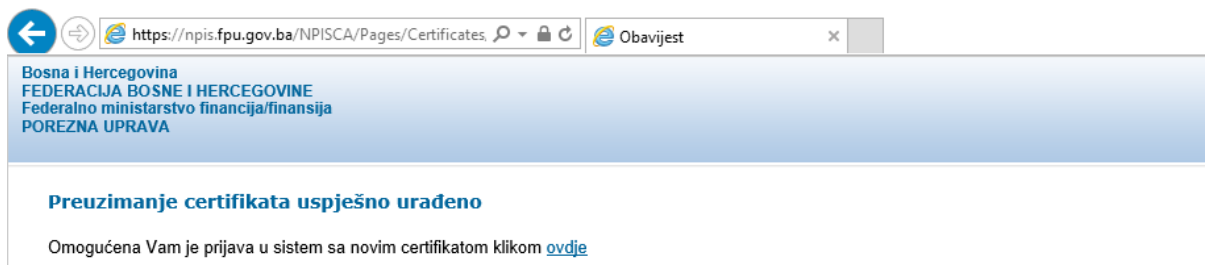 https://npis.fpu.gov.ba/NPISCA/Pages/Certificates, Obavijest
Bosna i Hercegovina
FEDERACIJA BOSNE I HERCEGOVINE
Federalno ministarstvo financija/finansija
POREZNA UPRAVA
Preuzimanje certifikata uspješno urađeno
Omogućena Vam je prijava u sistem sa novim certifikatom klikom ovdje